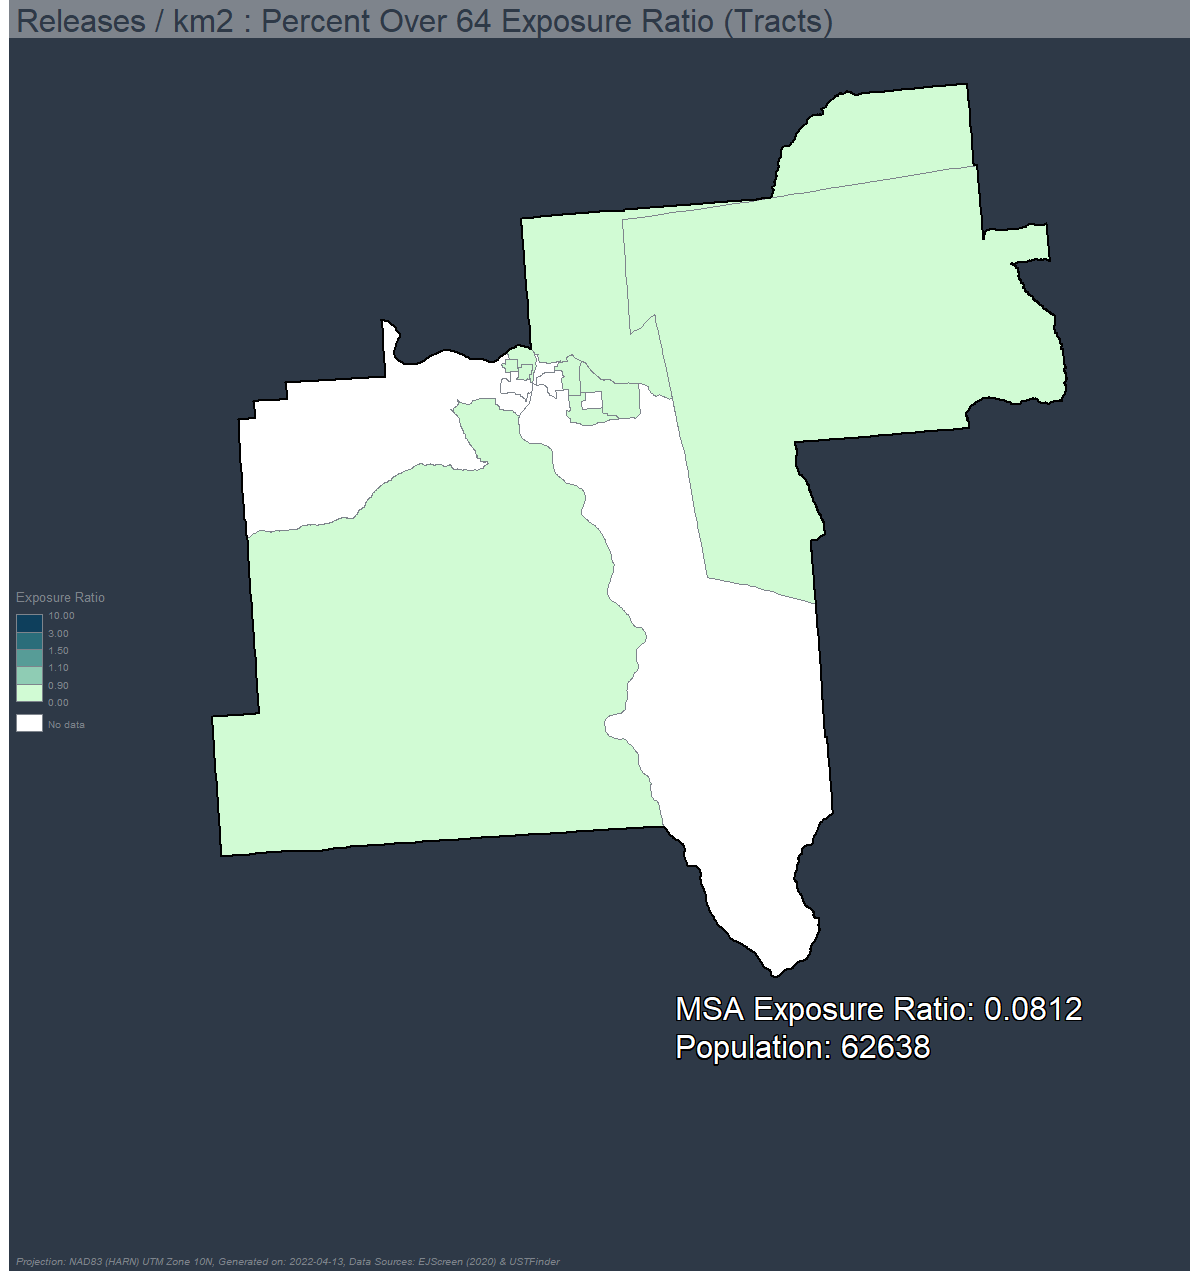 Releases / km2 : Percent Over 64 Exposure Ratio (Tracts)
Exposure Ratio
10.00
3.00
1.50
1.10
0.90
0.00
No data
MSA Exposure Ratio: 0.0812
Population: 62638
Projection: NAD83 (HARN) UTM Zone 10N, Generated on: 2022-04-13, Data Sources: EJScreen (2020) & USTFinder